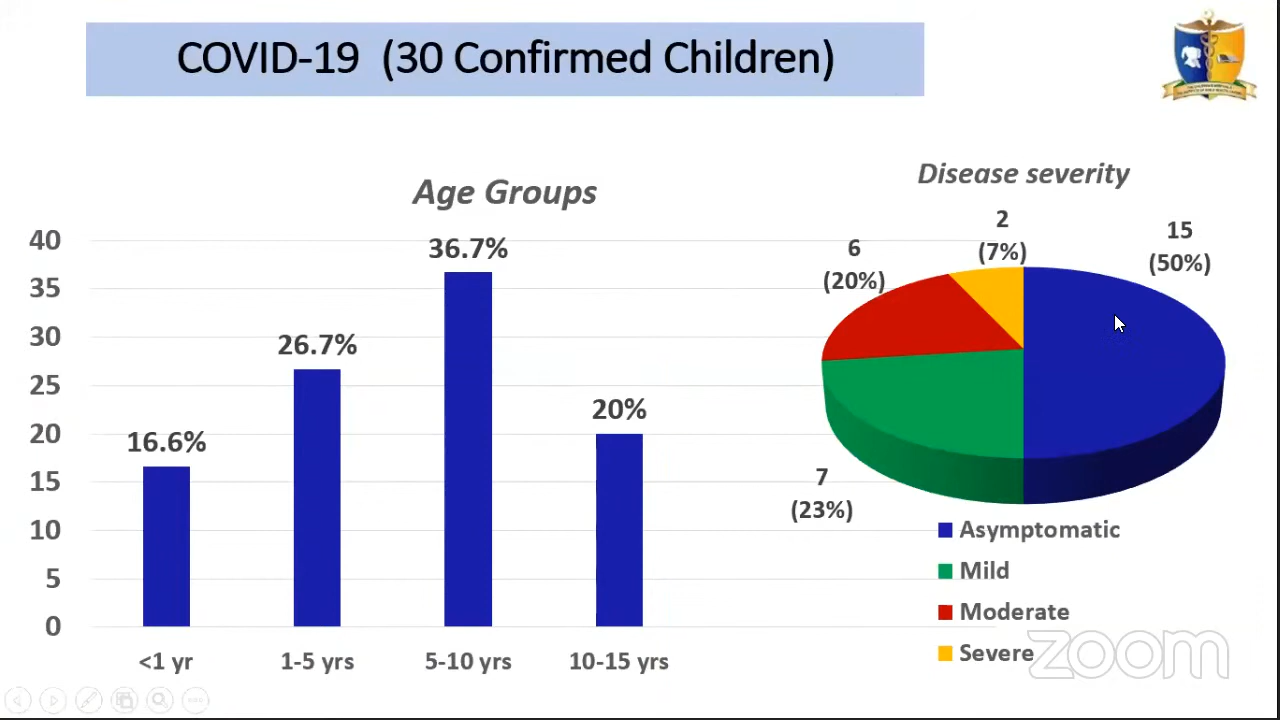 COVID-19 (30 Confirmed Children)
Age Groups
40
35
30
25
20
15
10
5
0
16.6%
26.7%
36.7%
20%
<1 yr
1-5 yrs
5-10 yrs
10-15 yrs
Disease severity
2
(7%)
15
(50%)
6
(20%)
7
(23%)
Asymptomatic
Mild
Moderate
Severe
zoom